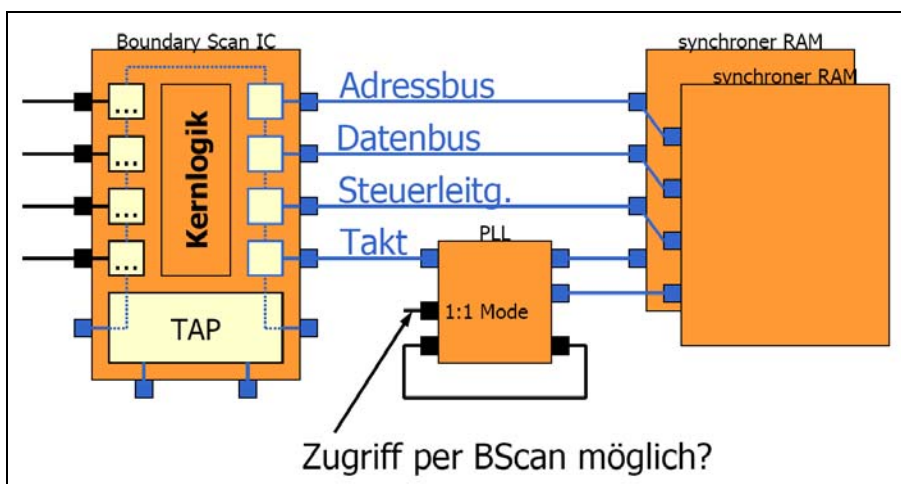 Boundary Scan IC
synchroner RAM
synchroner RAM
Adressbus
...
Datenbus
...
Kernlogik
Steuerleitg.
...
Takt
PLL
...
1:1 Mode
TAP
Zugriff per BScan möglich?